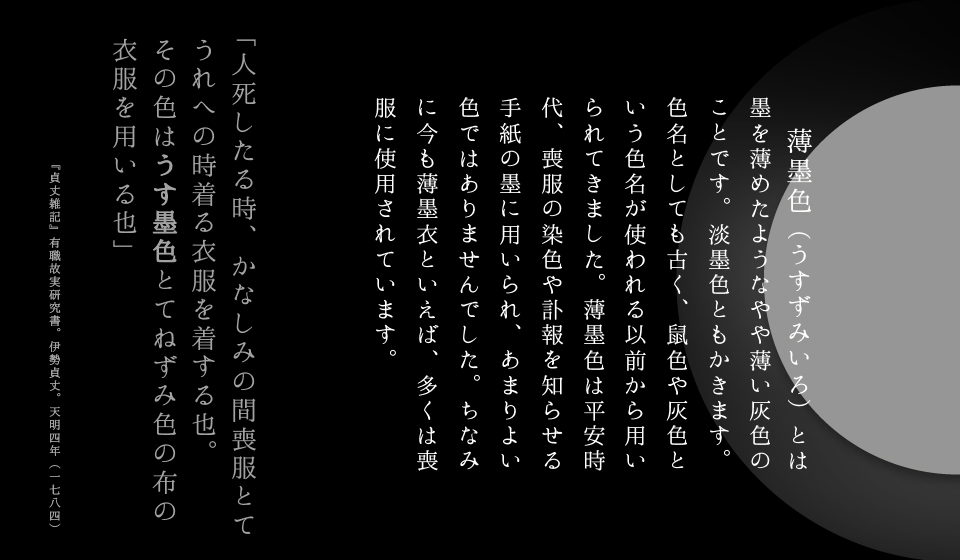 薄墨色（うすずみいろ）とは
墨を薄めたようなやや薄い灰色の
ことです。淡墨色ともかきます。
色名としても古く、鼠色や灰色と
いう色名が使われる以前から用い
られてきました。薄墨色は平安時
代、喪服の染色や訃報を知らせる
手紙の墨に用いられ、あまりよい
色ではありませんでした。ちなみ
に今も薄墨衣といえば、多くは喪
服に使用されています。
「人死したる時、かなしみの間喪服とて
うれへの時着る衣服を着する也。
その色はうす墨色とてねずみ色の布の
衣服を用いる也」
『貞丈雑記』有職故実研究書。伊勢貞丈。天明四年（一七八四）